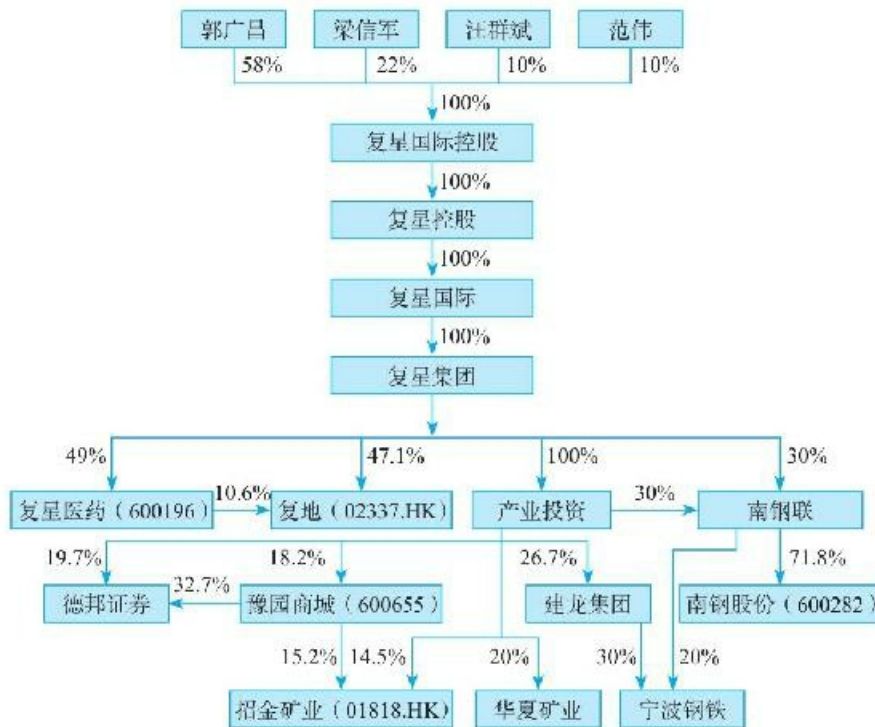 郭广昌 梁信军 汪群斌 范伟
58% 22% 10% 10%
100%
复星国际控股
100%
复星控股
100%
复星国际
100%
复星集团
49% 47.1% 100% 30%
复星医药(600196) 10.6% 复地(02337.HK) 产业投资 30% 南钢联
19.7% 18.2% 26.7% 71.8%
德邦证券 32.7% 豫园商城(600655) 建龙集团 南钢股份(600282)
15.2% 14.5% 20% 30% 20%
招金矿业(01818.HK) 华夏矿业 宁波钢铁